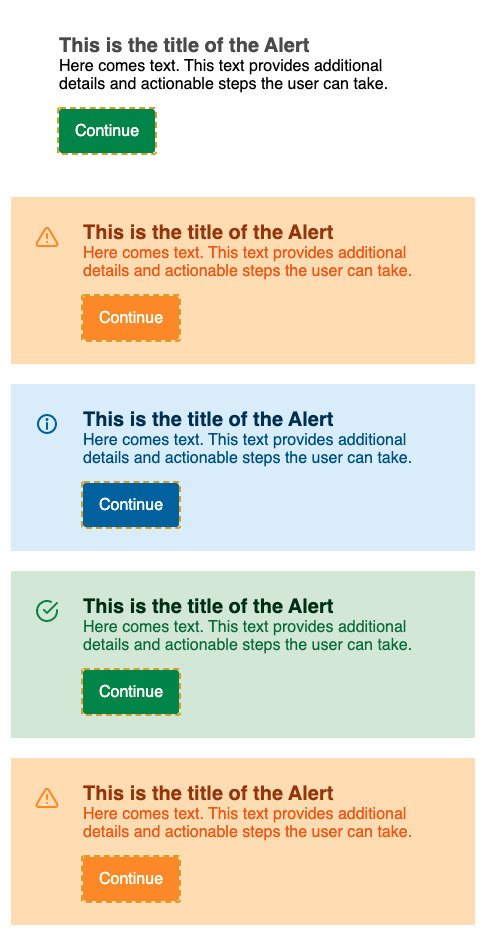 This is the title of the Alert
Here comes text. This text provides additional
details and actionable steps the user can take.
Continue
This is the title of the Alert
Here comes text. This text provides additional
details and actionable steps the user can take.
Continue
This is the title of the Alert
Here comes text. This text provides additional
details and actionable steps the user can take.
Continue
This is the title of the Alert
Here comes text. This text provides additional
details and actionable steps the user can take.
Continue
This is the title of the Alert
Here comes text. This text provides additional
details and actionable steps the user can take.
Continue